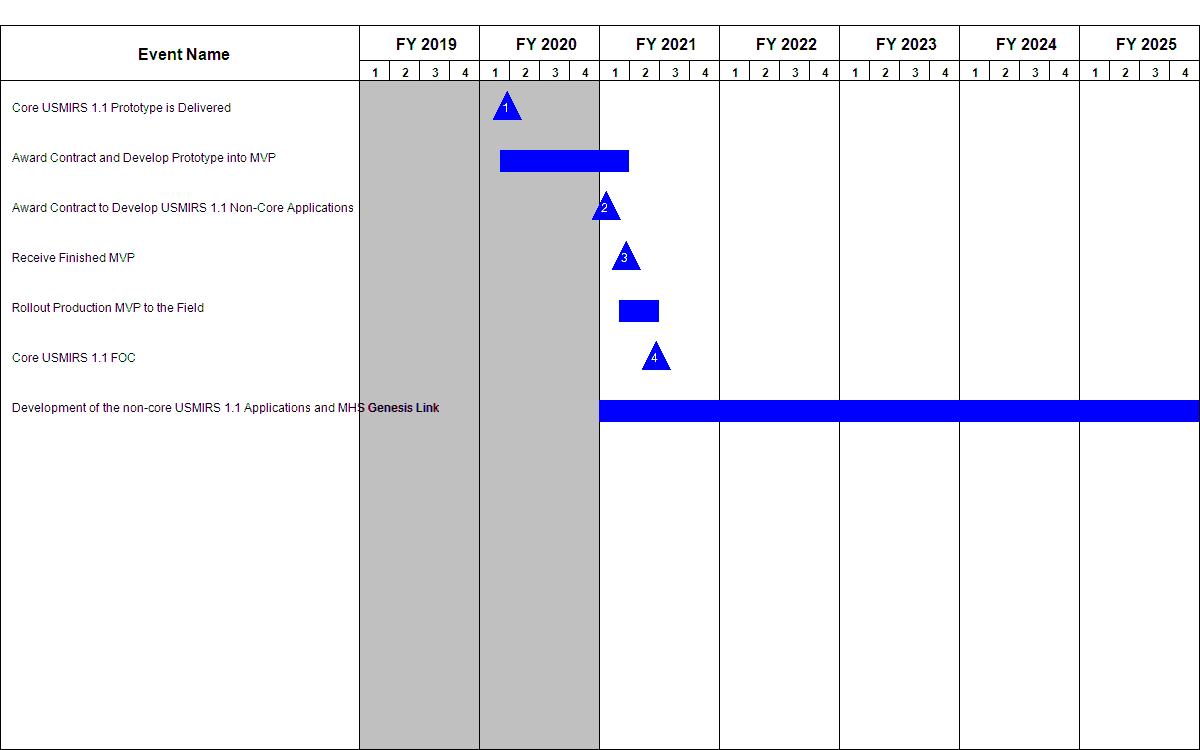 Event Name FY 2019 FY 2020 FY 2021 FY 2022 FY 2023 FY 2024 FY 2025
1 2 3 4 1 2 3 4 1 2 3 4 1 2 3 4 1 2 3 4 1 2 3 4 1 2 3 4
Core USMIRS 1.1 Prototype is Delivered 1
Award Contract and Develop Prototype into MVP
Award Contract to Develop USMIRS 1.1 Non-Core Applications 2
Receive Finished MVP 3
Rollout Production MVP to the Field
Core USMIRS 1.1 FOC 4
Development of the non-core USMIRS 1.1 Applications and MHS Genesis Link